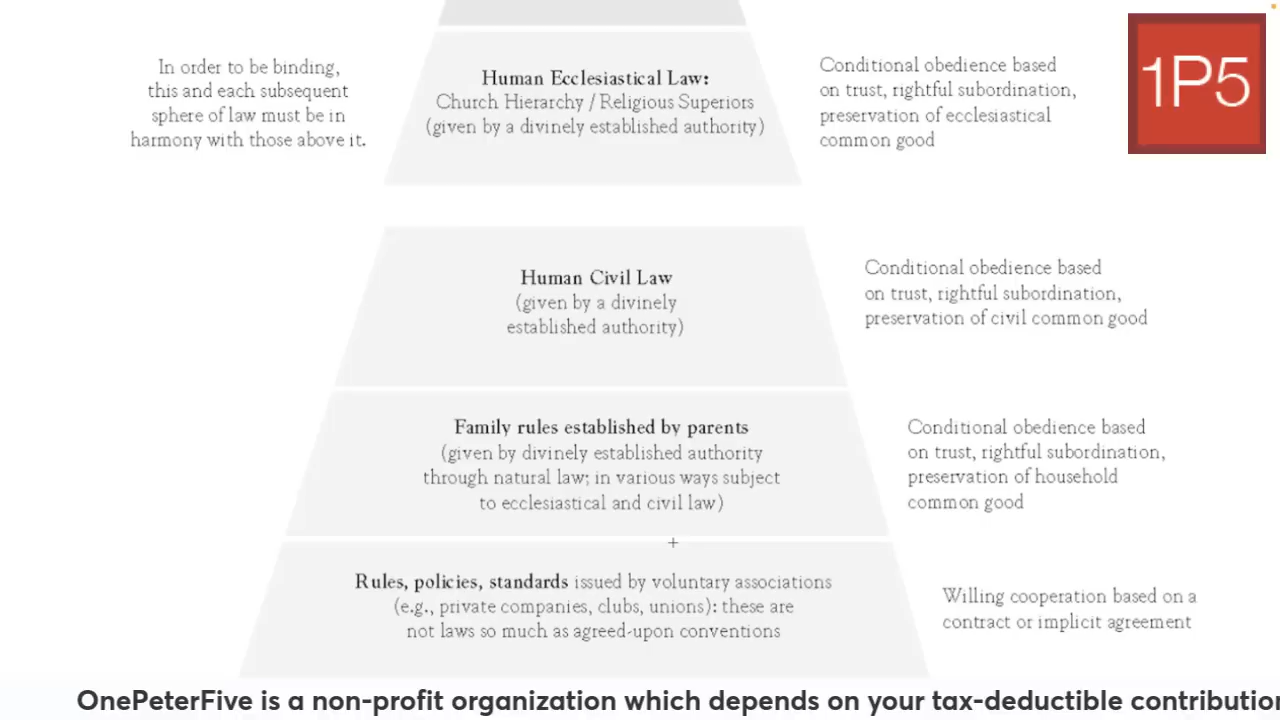 In order to be binding,
this and each subsequent
sphere of law must be in
harmony with those above it.
Human Ecclesiastical Law:
Church Hierarchy / Religious Superiors
(given by a divinely established authority)
Conditional obedience based
on trust, rightful subordination,
preservation of ecclesiastical
common good
1P5
Human Civil Law
(given by a divinely
established authority)
Conditional obedience based
on trust, rightful subordination,
preservation of civil common good
Family rules established by parents
(given by divinely established authority
through natural law; in various ways subject
to ecclesiastical and civil law)
Conditional obedience based
on trust, rightful subordination,
preservation of household
common good
Rules, policies, standards issued by voluntary associations
(e.g., private companies, clubs, unions): these are
not laws so much as agreed-upon conventions
Willing cooperation based on a
contract or implicit agreement
OnePeterFive is a non-profit organization which depends on your tax-deductible contribution